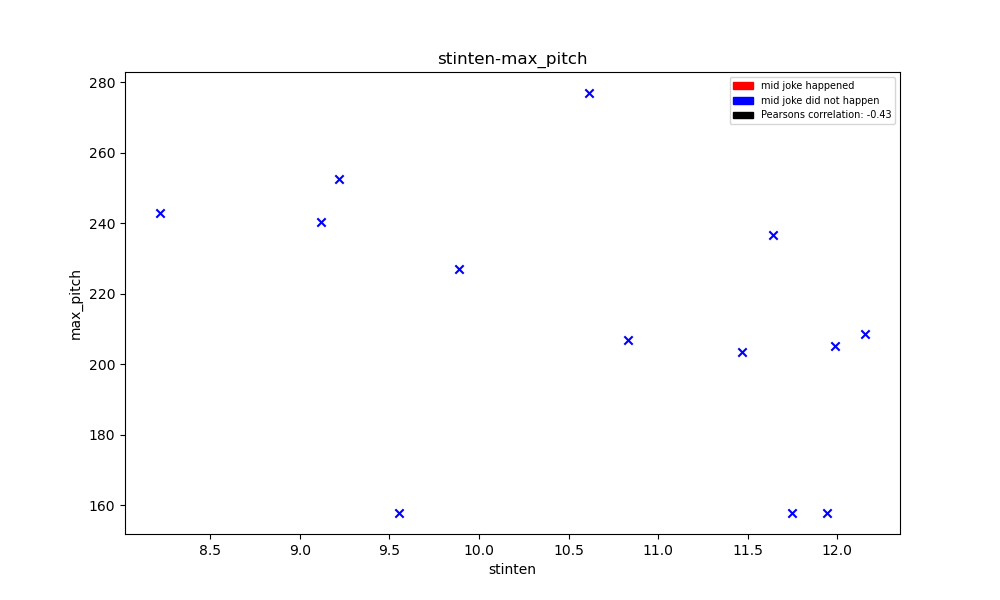 stinten-max_pitch
mid joke happened
mid joke did not happen
Pearsons correlation: -0.43
280
260
240
220
200
180
160
max_pitch
8.5 9.0 9.5 10.0 10.5 11.0 11.5 12.0
stinten